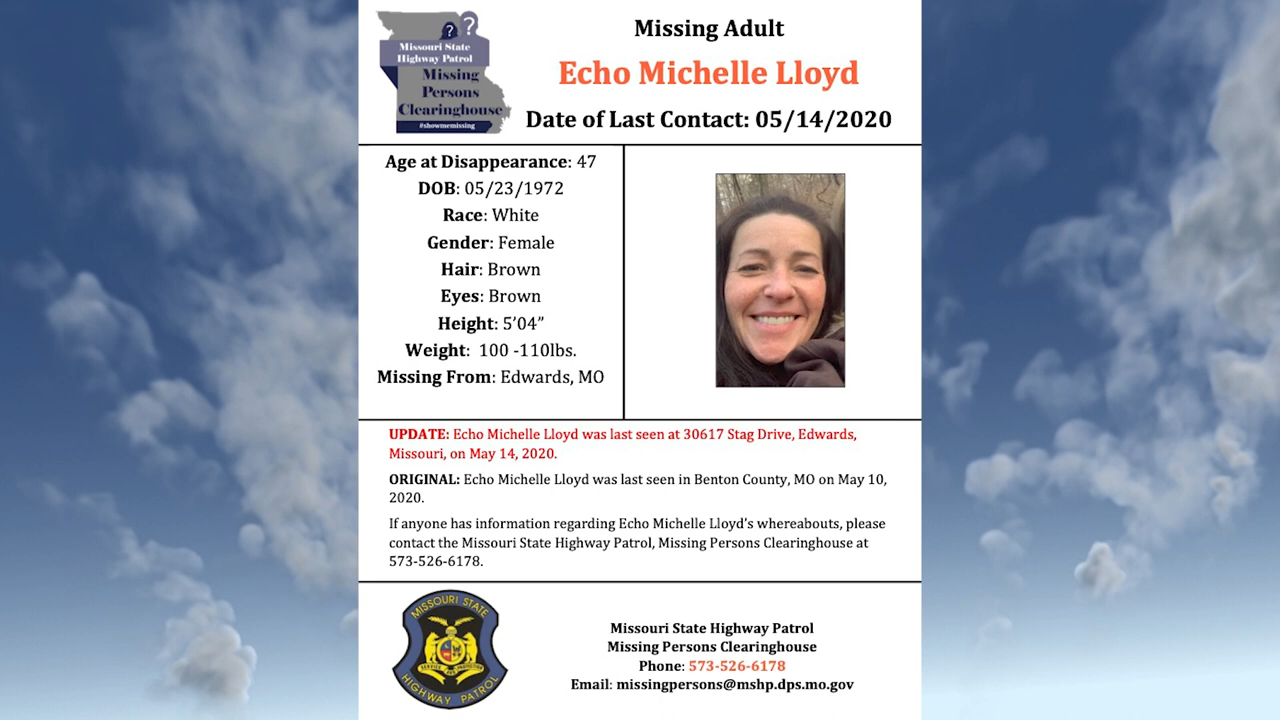 Missouri State
Highway Patrol
Missing
Persons
Clearinghouse
#showmemissing
? ?
Missing Adult
Echo Michelle Lloyd
Date of Last Contact: 05/14/2020
Age at Disappearance: 47
DOB: 05/23/1972
Race: White
Gender: Female
Hair: Brown
Eyes: Brown
Height: 5’04”
Weight: 100 -110lbs.
Missing From: Edwards, MO
UPDATE: Echo Michelle Lloyd was last seen at 30617 Stag Drive, Edwards,
Missouri, on May 14, 2020.
ORIGINAL: Echo Michelle Lloyd was last seen in Benton County, MO on May 10,
2020.
If anyone has information regarding Echo Michelle Lloyd’s whereabouts, please
contact the Missouri State Highway Patrol, Missing Persons Clearinghouse at
573-526-6178.
MISSOURI STATE
HIGHWAY PATROL
Missouri State Highway Patrol
Missing Persons Clearinghouse
Phone: 573-526-6178
Email: missingpersons@mshp.dps.mo.gov